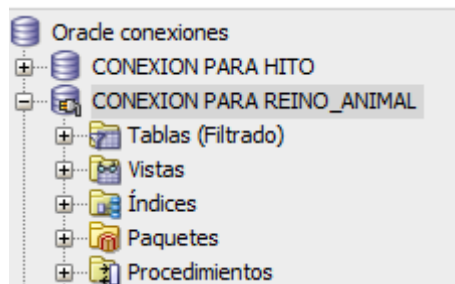 Oracle conexiones
CONEXION PARA HITO
CONEXION PARA REINO_ANIMAL
Tablas (Filtrado)
Vistas
Índices
Paquetes
Procedimientos